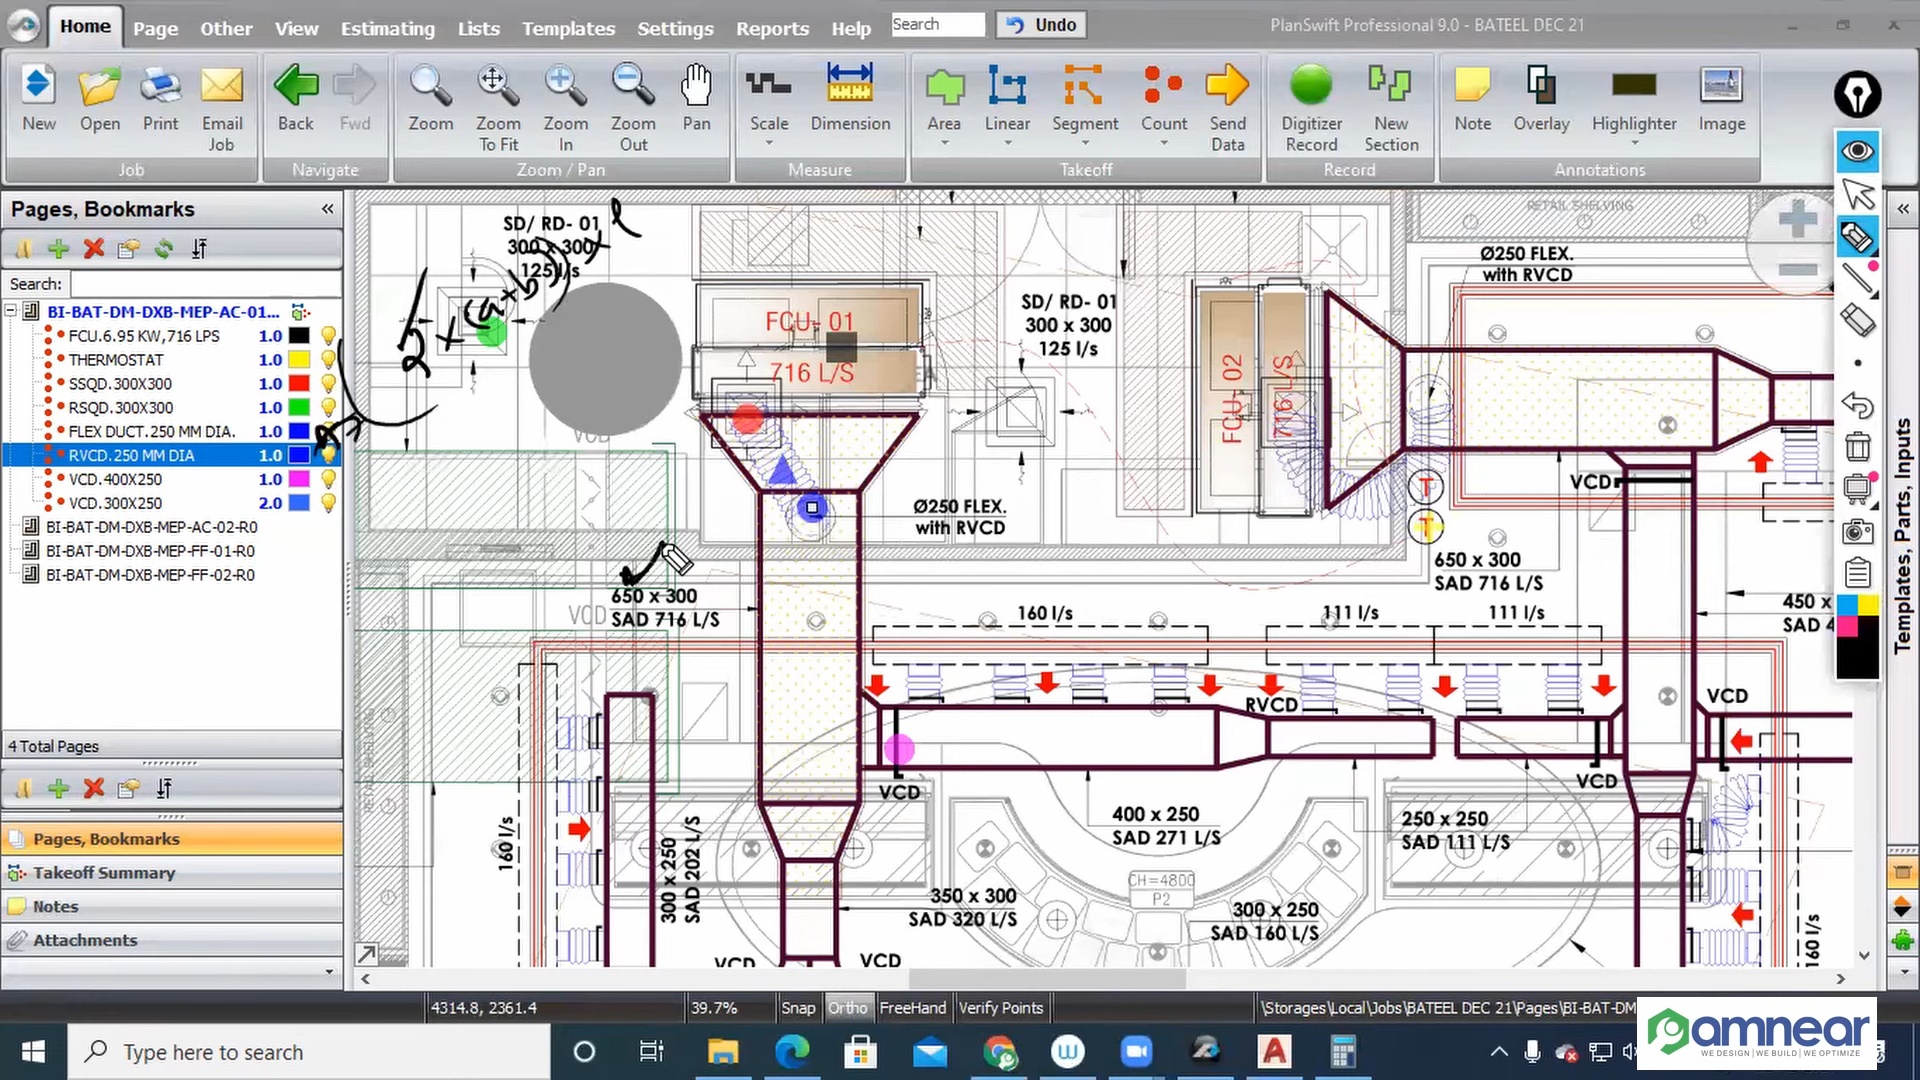 Home Page Other View Estimating Lists Templates Settings Reports Help Search Undo PlanSwift Professional 9.0 - BATEEL DEC 21
New Open Print Email Job Back Fwd Zoom Zoom To Fit Zoom In Zoom Out Pan Scale Dimension Area Linear Segment Count Send Data Digitizer Record New Section Note Overlay Highlighter Image
Job Navigate Zoom / Pan Measure Takeoff Record Annotations
Pages, Bookmarks
Search:
BI-BAT-DM-DXB-MEP-AC-01...
FCU.6.95 KW,716 LPS 1.0
THERMOSTAT 1.0
SSQD.300X300 1.0
RSQD.300X300 1.0
FLEX DUCT.250 MM DIA. 1.0
RVCD.250 MM DIA 1.0
VCD.400X250 1.0
VCD.300X250 2.0
BI-BAT-DM-DXB-MEP-AC-02-R0
BI-BAT-DM-DXB-MEP-FF-01-R0
BI-BAT-DM-DXB-MEP-FF-02-R0
4 Total Pages
Pages, Bookmarks
Takeoff Summary
Notes
Attachments
SD/ RD- 01
300 x 300
125 l/s
2 x (a x b) x l
FCU- 01
716 L/S
SD/ RD- 01
300 x 300
125 l/s
FCU- 02
716 L/S
RETAIL SHELVING
Ø250 FLEX.
with RVCD
VCD
Ø250 FLEX.
with RVCD
T
T
VCD
650 x 300
SAD 716 L/S
650 x 300
SAD 716 L/S
VCD
160 l/s
111 l/s
111 l/s
450 x
SAD 4
RVCD
VCD
VCD
VCD
400 x 250
SAD 271 L/S
250 x 250
SAD 111 L/S
160 l/s
300 x 250
SAD 202 L/S
350 x 300
SAD 320 L/S
CH=4800
P2
300 x 250
SAD 160 L/S
160 l/s
VCD
VCD
Templates, Parts, Inputs
4314.8, 2361.4 39.7% Snap Ortho FreeHand Verify Points \Storages\Local\Jobs\BATEEL DEC 21\Pages\BI-BAT-DM
Type here to search
amnear
WE DESIGN | WE BUILD | WE OPTIMIZE